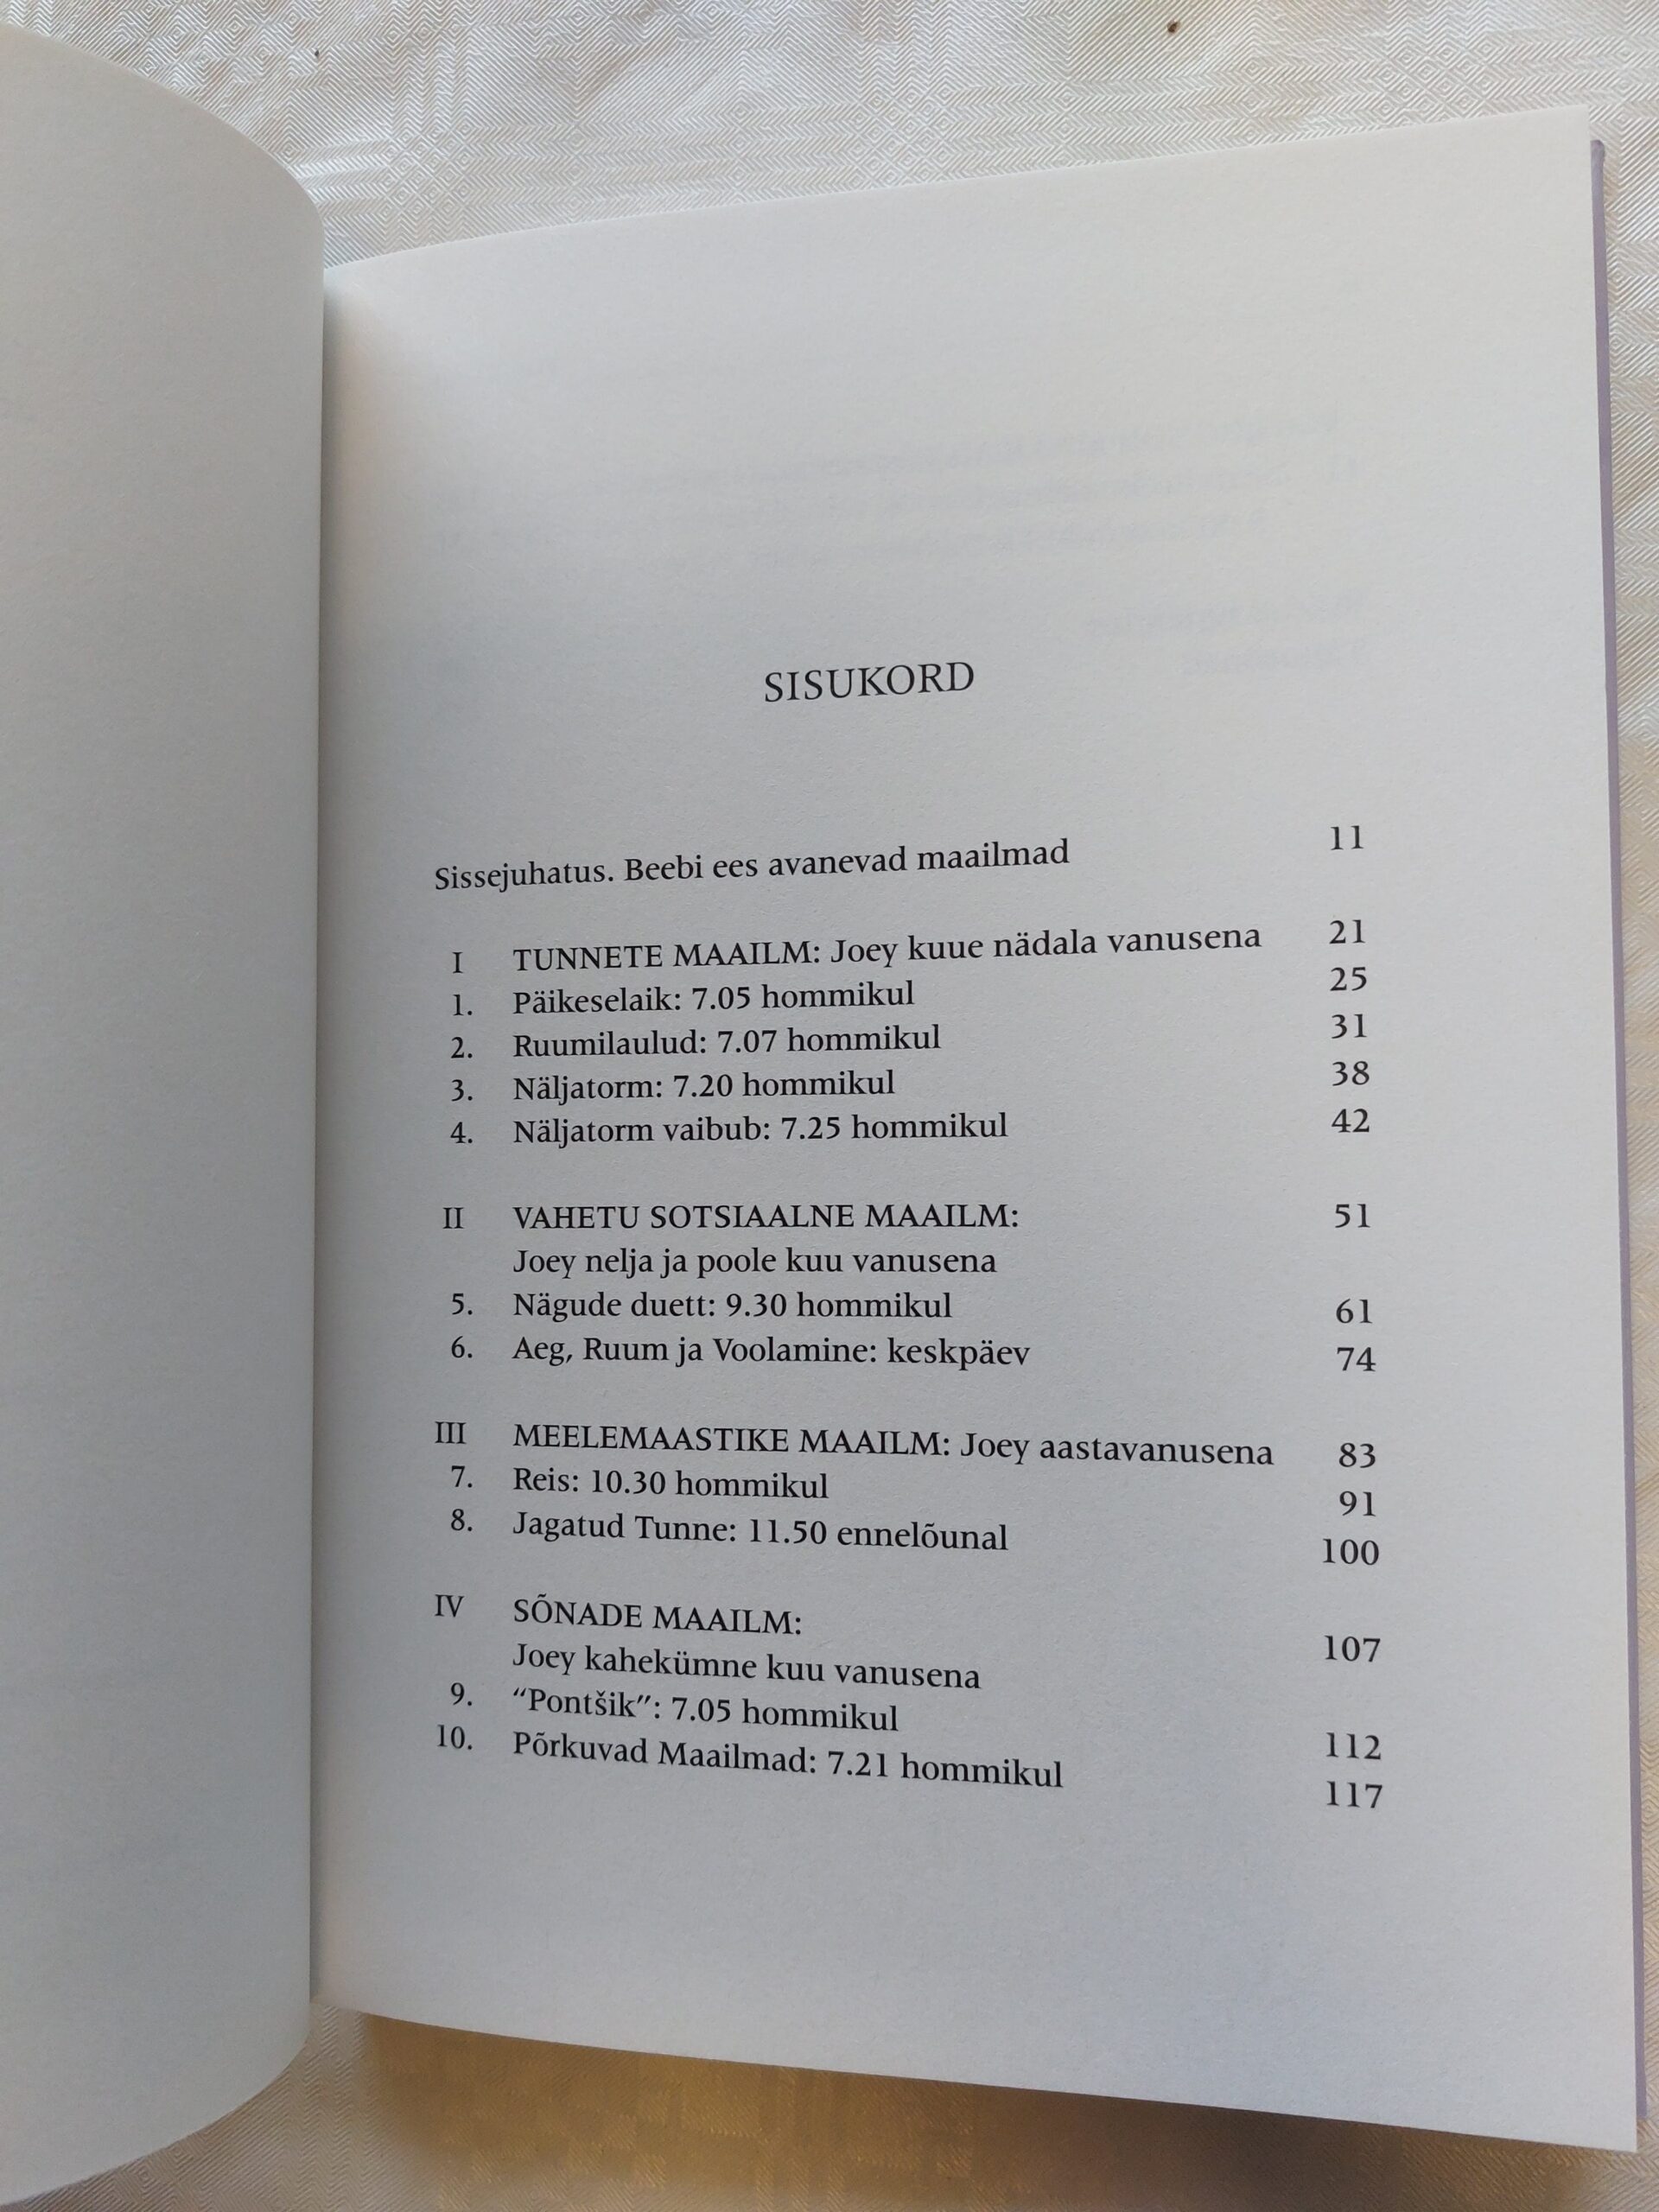 SISUKORD
Sissejuhatus. Beebi ees avanevad maailmad 11
I TUNNETE MAAILM: Joey kuue nädala vanusena 21
1. Päikeselaik: 7.05 hommikul 25
2. Ruumilaulud: 7.07 hommikul 31
3. Näljatorm: 7.20 hommikul 38
4. Näljatorm vaibub: 7.25 hommikul 42
II VAHETU SOTSIAALNE MAAILM: 51
Joey nelja ja poole kuu vanusena
5. Nägude duett: 9.30 hommikul 61
6. Aeg, Ruum ja Voolamine: keskpäev 74
III MEELEMAASTIKE MAAILM: Joey aastavanusena 83
7. Reis: 10.30 hommikul 91
8. Jagatud Tunne: 11.50 ennelõunal 100
IV SÕNADE MAAILM: 107
Joey kahekümne kuu vanusena
9. “Pontšik”: 7.05 hommikul 112
10. Põrkuvad Maailmad: 7.21 hommikul 117